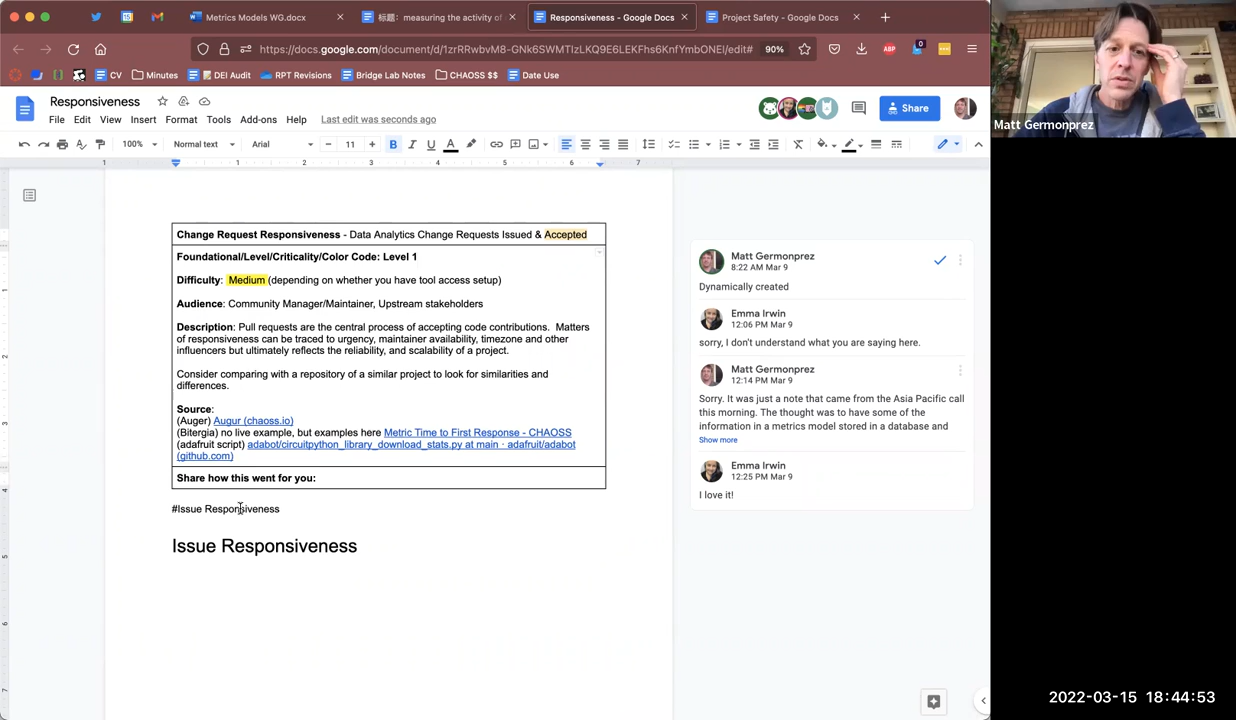 Metrics Models WG.docx
标题：measuring the activity of
Responsiveness - Google Docs
Project Safety - Google Docs
https://docs.google.com/document/d/1zrRRwbvM8-GNk6SWMTIzLKQ9E6LEKFhs6KnfYmbONEI/edit#
90%
ABP
0
CV
Minutes
DEI Audit
RPT Revisions
Bridge Lab Notes
CHAOSS $$
Date Use
Responsiveness
File Edit View Insert Format Tools Add-ons Help Last edit was seconds ago
Share
100% Normal text Arial 11 B I U A
1 1 2 3 4 5 6 7
Change Request Responsiveness - Data Analytics Change Requests Issued & Accepted
Foundational/Level/Criticality/Color Code: Level 1
Difficulty: Medium (depending on whether you have tool access setup)
Audience: Community Manager/Maintainer, Upstream stakeholders
Description: Pull requests are the central process of accepting code contributions. Matters
of responsiveness can be traced to urgency, maintainer availability, timezone and other
influencers but ultimately reflects the reliability, and scalability of a project.
Consider comparing with a repository of a similar project to look for similarities and
differences.
Source:
(Auger) Augur (chaoss.io)
(Bitergia) no live example, but examples here Metric Time to First Response - CHAOSS
(adafruit script) adabot/circuitpython_library_download_stats.py at main · adafruit/adabot
(github.com)
Share how this went for you:
#Issue Responsiveness
Issue Responsiveness
Matt Germonprez
8:22 AM Mar 9
Dynamically created
Emma Irwin
12:06 PM Mar 9
sorry, I don't understand what you are saying here.
Matt Germonprez
12:14 PM Mar 9
Sorry. It was just a note that came from the Asia Pacific call
this morning. The thought was to have some of the
information in a metrics model stored in a database and
Show more
Emma Irwin
12:25 PM Mar 9
I love it!
Matt Germonprez
2022-03-15 18:44:53